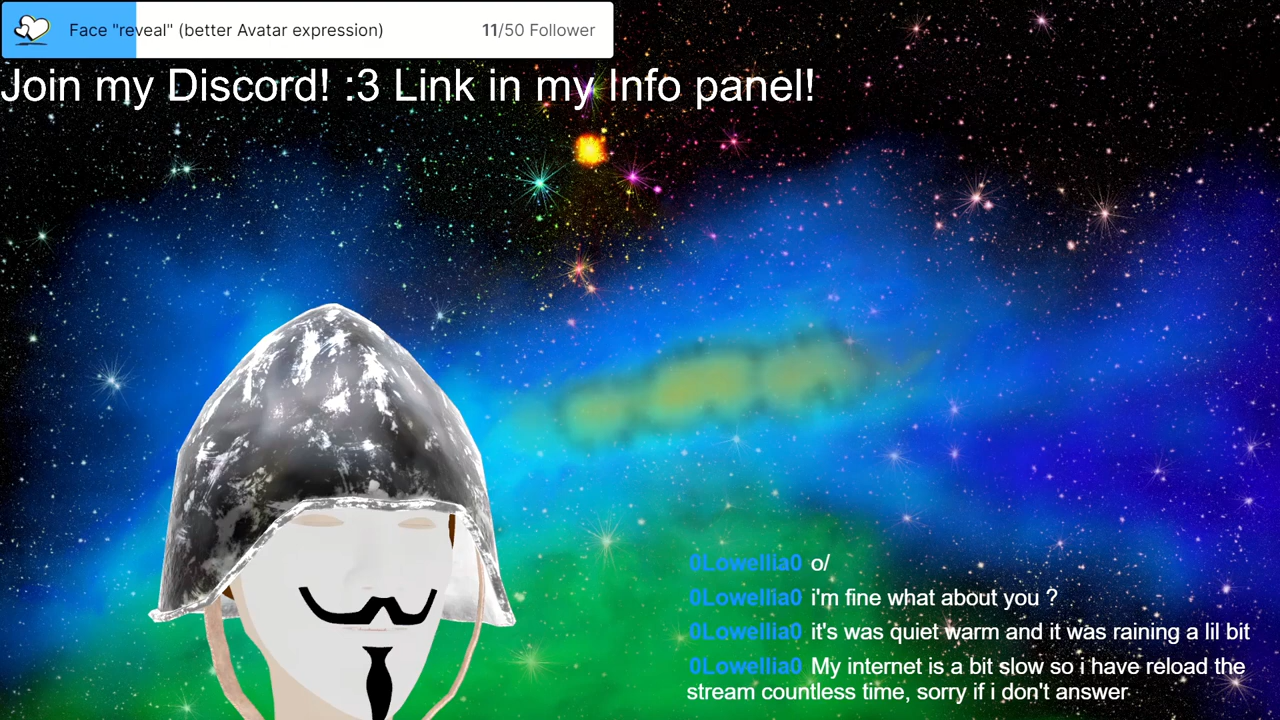 Face "reveal" (better Avatar expression) 11/50 Follower
Join my Discord! :3 Link in my Info panel!
0Lowellia0 o/
0Lowellia0 i'm fine what about you ?
0Lowellia0 it's was quiet warm and it was raining a lil bit
0Lowellia0 My internet is a bit slow so i have reload the
stream countless time, sorry if i don't answer